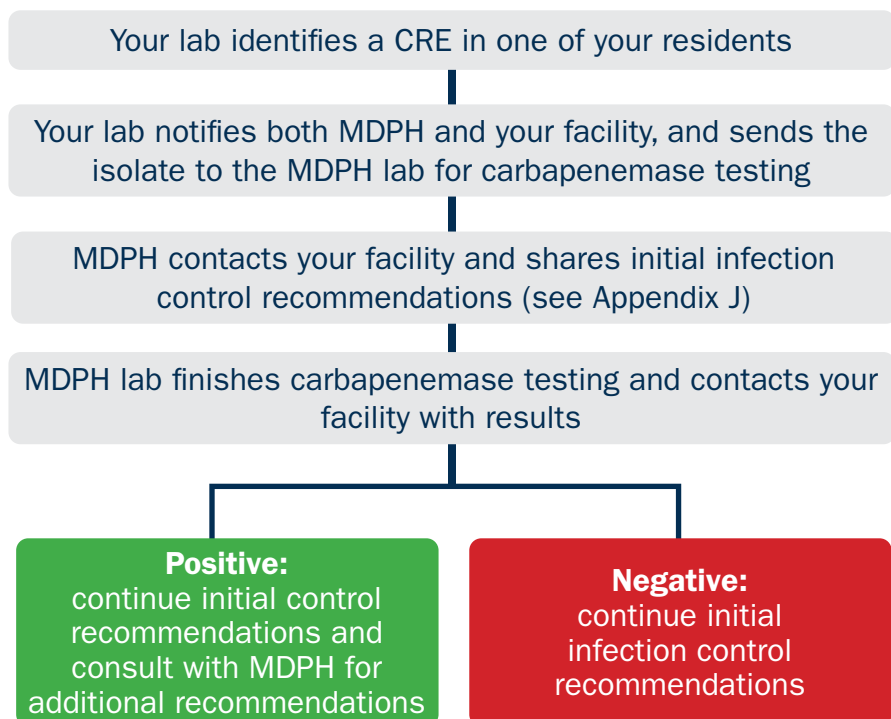 Your lab identifies a CRE in one of your residents
Your lab notifies both MDPH and your facility, and sends the
isolate to the MDPH lab for carbapenemase testing
MDPH contacts your facility and shares initial infection
control recommendations (see Appendix J)
MDPH lab finishes carbapenemase testing and contacts your
facility with results
Positive:
continue initial control
recommendations and
consult with MDPH for
additional recommendations
Negative:
continue initial
infection control
recommendations